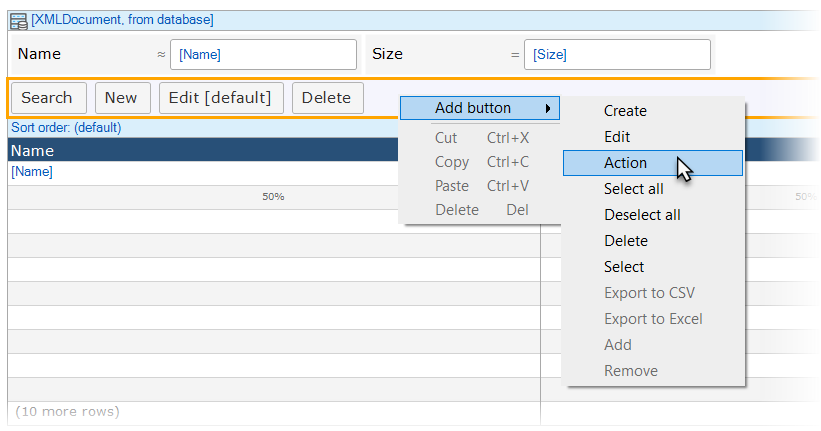 [XMLDocument, from database]
Name ≈ [Name] Size = [Size]
Search New Edit [default] Delete
Sort order: (default)
Name
[Name]
50% 50%
(10 more rows)
Add button
Cut Ctrl+X
Copy Ctrl+C
Paste Ctrl+V
Delete Del
Create
Edit
Action
Select all
Deselect all
Delete
Select
Export to CSV
Export to Excel
Add
Remove